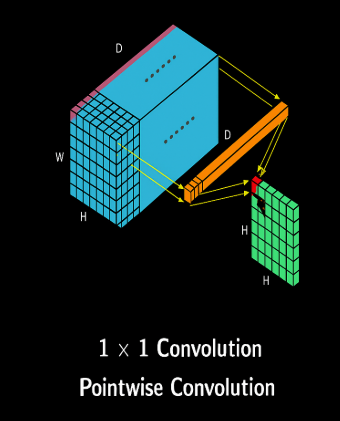 D
W
D
H
H
H
1 × 1 Convolution
Pointwise Convolution